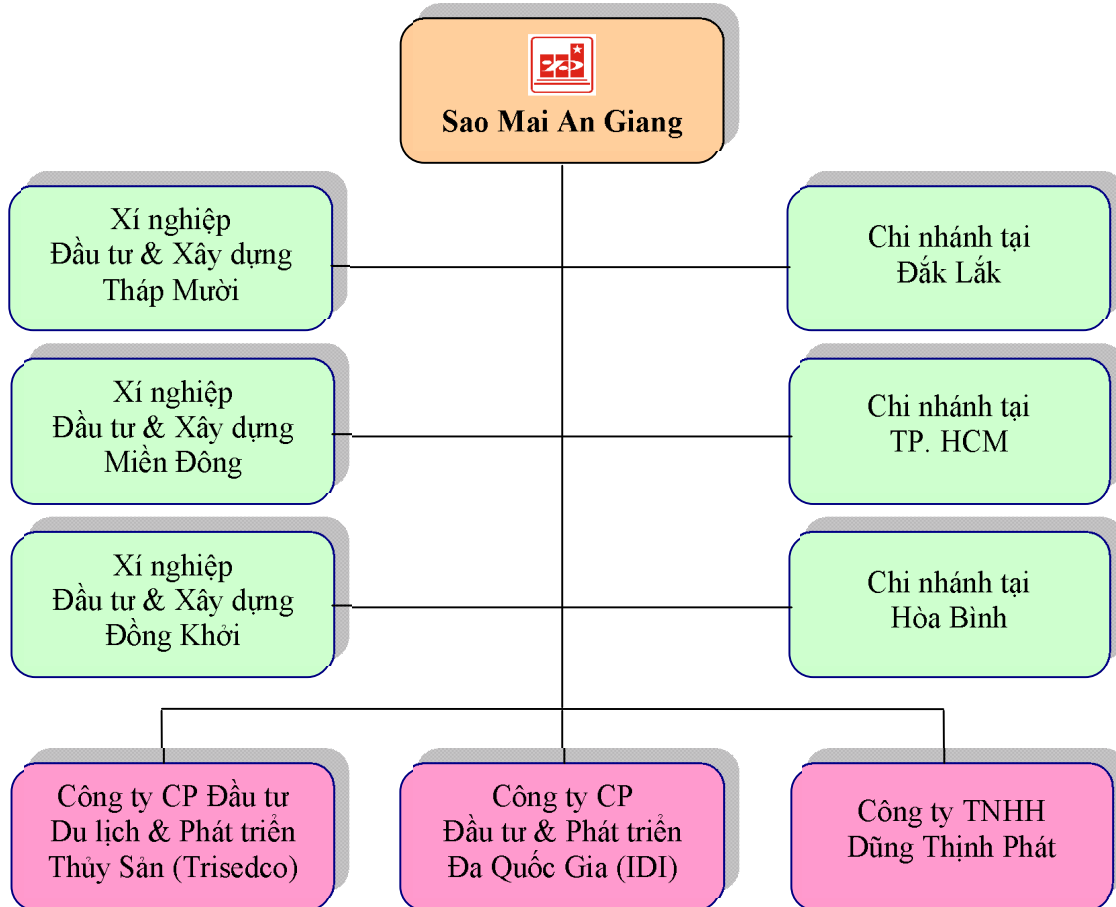 Sao Mai An Giang
Xí nghiệp
Đầu tư & Xây dựng
Tháp Mười
Chi nhánh tại
Đắk Lắk
Xí nghiệp
Đầu tư & Xây dựng
Miền Đông
Chi nhánh tại
TP. HCM
Xí nghiệp
Đầu tư & Xây dựng
Đồng Khởi
Chi nhánh tại
Hòa Bình
Công ty CP Đầu tư
Du lịch & Phát triển
Thủy Sản (Trisedco)
Công ty CP
Đầu tư & Phát triển
Đa Quốc Gia (IDI)
Công ty TNHH
Dũng Thịnh Phát